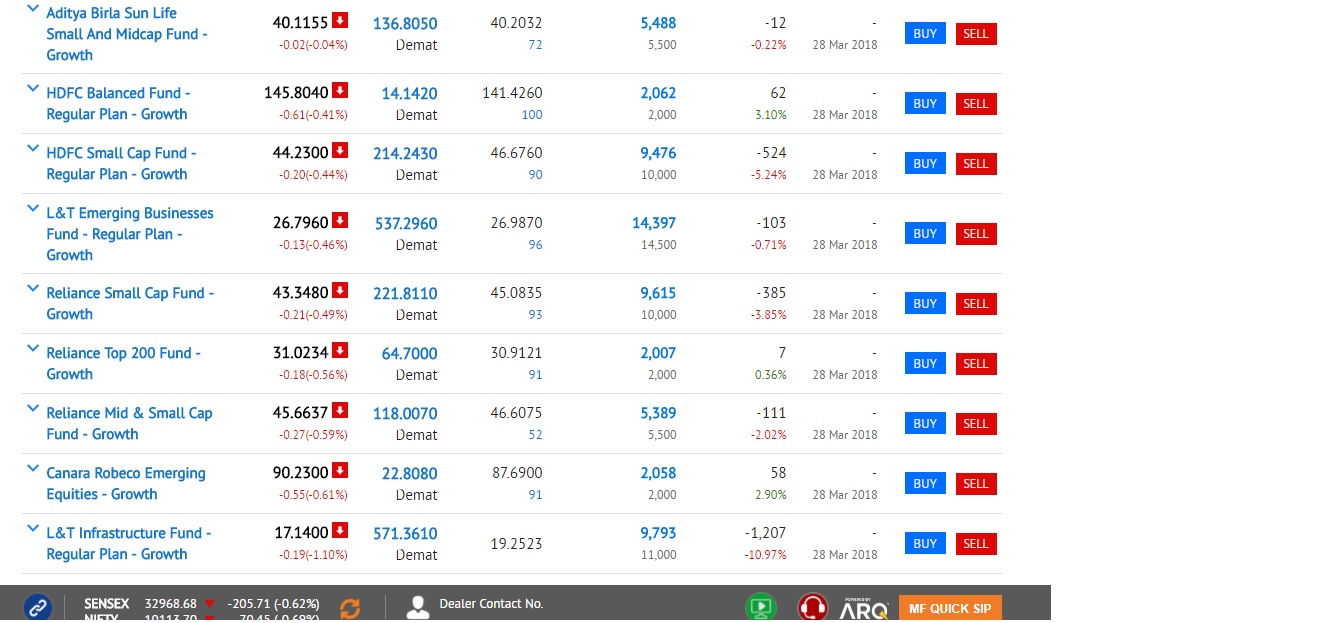 Aditya Birla Sun Life
Small And Midcap Fund -
Growth
40.1155 136.8050 40.2032 5,488 -12 - BUY SELL
-0.02(-0.04%) Demat 72 5,500 -0.22% 28 Mar 2018
HDFC Balanced Fund - 145.8040 14.1420 141.4260 2,062 62 - BUY SELL
Regular Plan - Growth -0.61(-0.41%) Demat 100 2,000 3.10% 28 Mar 2018
HDFC Small Cap Fund - 44.2300 214.2430 46.6760 9,476 -524 - BUY SELL
Regular Plan - Growth -0.20(-0.44%) Demat 90 10,000 -5.24% 28 Mar 2018
L&T Emerging Businesses
Fund - Regular Plan -
Growth
26.7960 537.2960 26.9870 14,397 -103 - BUY SELL
-0.13(-0.46%) Demat 96 14,500 -0.71% 28 Mar 2018
Reliance Small Cap Fund - 43.3480 221.8110 45.0835 9,615 -385 - BUY SELL
Growth -0.21(-0.49%) Demat 93 10,000 -3.85% 28 Mar 2018
Reliance Top 200 Fund - 31.0234 64.7000 30.9121 2,007 7 - BUY SELL
Growth -0.18(-0.56%) Demat 91 2,000 0.36% 28 Mar 2018
Reliance Mid & Small Cap 45.6637 118.0070 46.6075 5,389 -111 - BUY SELL
Fund - Growth -0.27(-0.59%) Demat 52 5,500 -2.02% 28 Mar 2018
Canara Robeco Emerging 90.2300 22.8080 87.6900 2,058 58 - BUY SELL
Equities - Growth -0.55(-0.61%) Demat 91 2,000 2.90% 28 Mar 2018
L&T Infrastructure Fund - 17.1400 571.3610 19.2523 9,793 -1,207 - BUY SELL
Regular Plan - Growth -0.19(-1.10%) Demat 11,000 -10.97% 28 Mar 2018
SENSEX 32968.68 -205.71 (-0.62%) Dealer Contact No. POWERED BY ARQ MF QUICK SIP
NIFTY 10113.70 -70.45 (-0.69%)